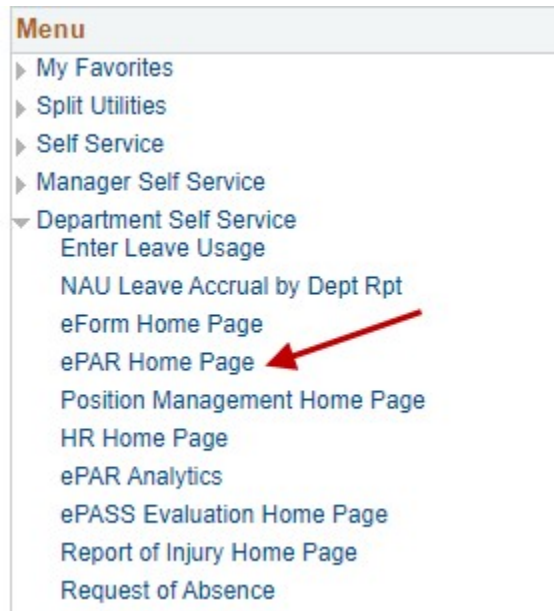 Menu
My Favorites
Split Utilities
Self Service
Manager Self Service
Department Self Service
Enter Leave Usage
NAU Leave Accrual by Dept Rpt
eForm Home Page
ePAR Home Page
Position Management Home Page
HR Home Page
ePAR Analytics
ePASS Evaluation Home Page
Report of Injury Home Page
Request of Absence